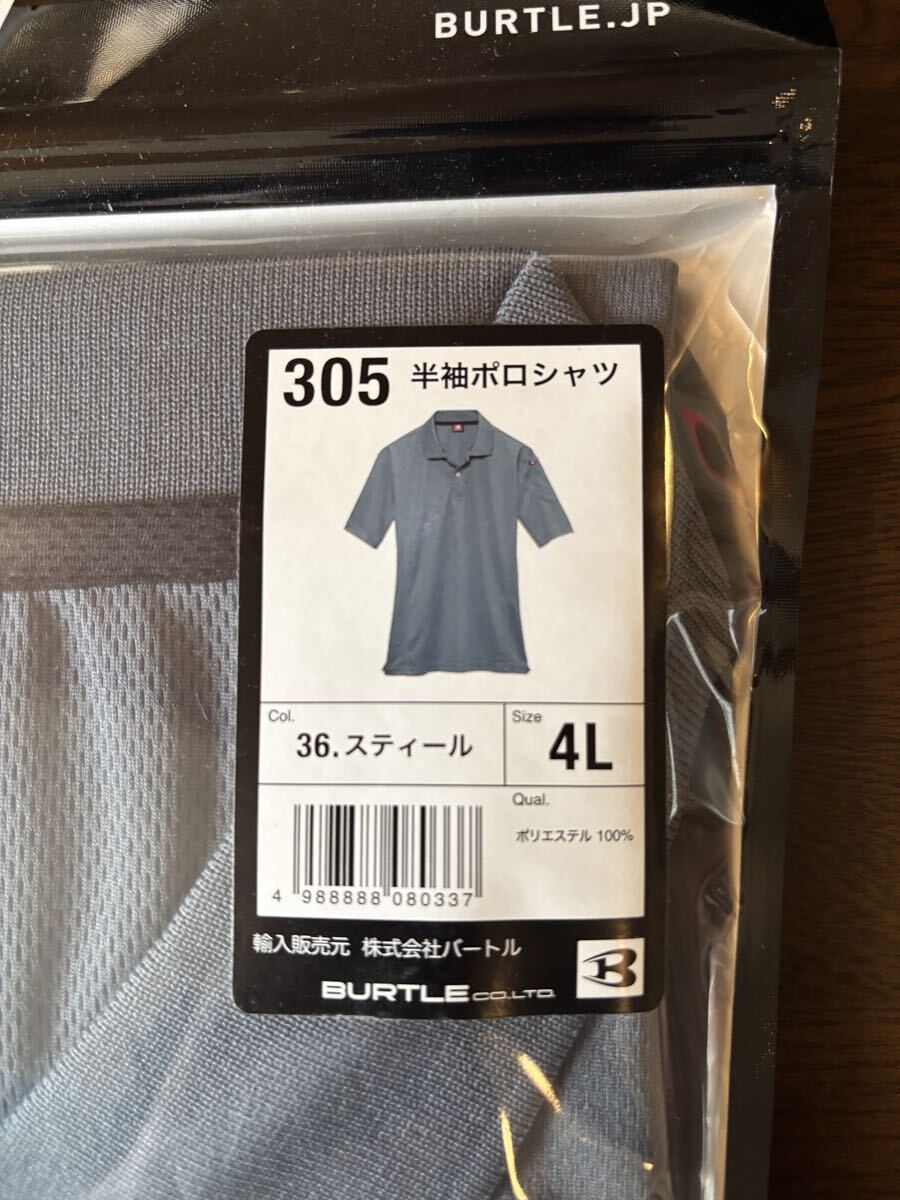 BURTLE.JP
305 半袖ポロシャツ
Col.
36.スティール
Size
4L
Qual.
ポリエステル 100%
4 988888 080337
輸入販売元 株式会社バートル
BURTLE CO.LTD.
B